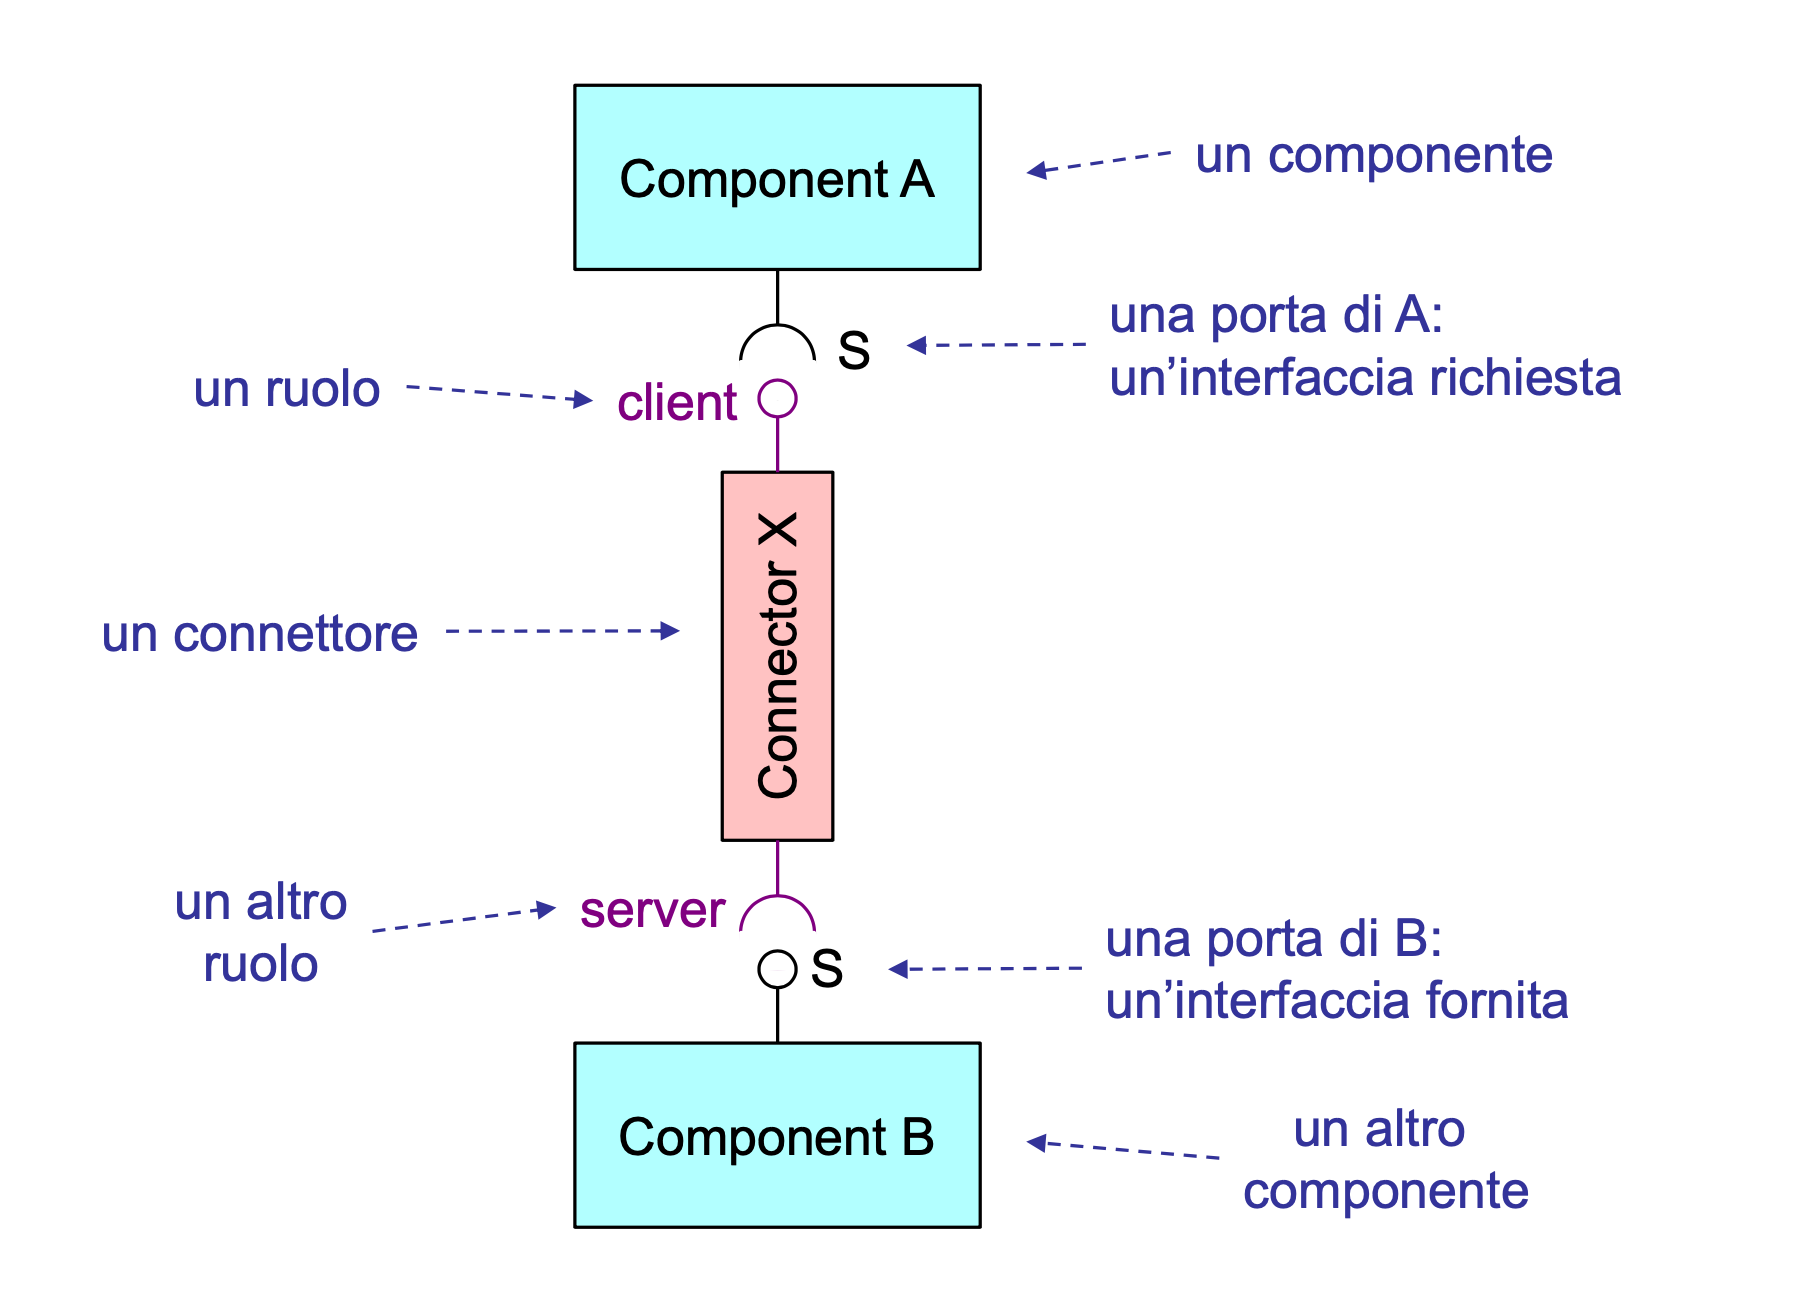 Component A
un componente
una porta di A:
un'interfaccia richiesta
S
un ruolo
client
Connector X
un connettore
un altro
ruolo
server
S
una porta di B:
un'interfaccia fornita
Component B
un altro
componente